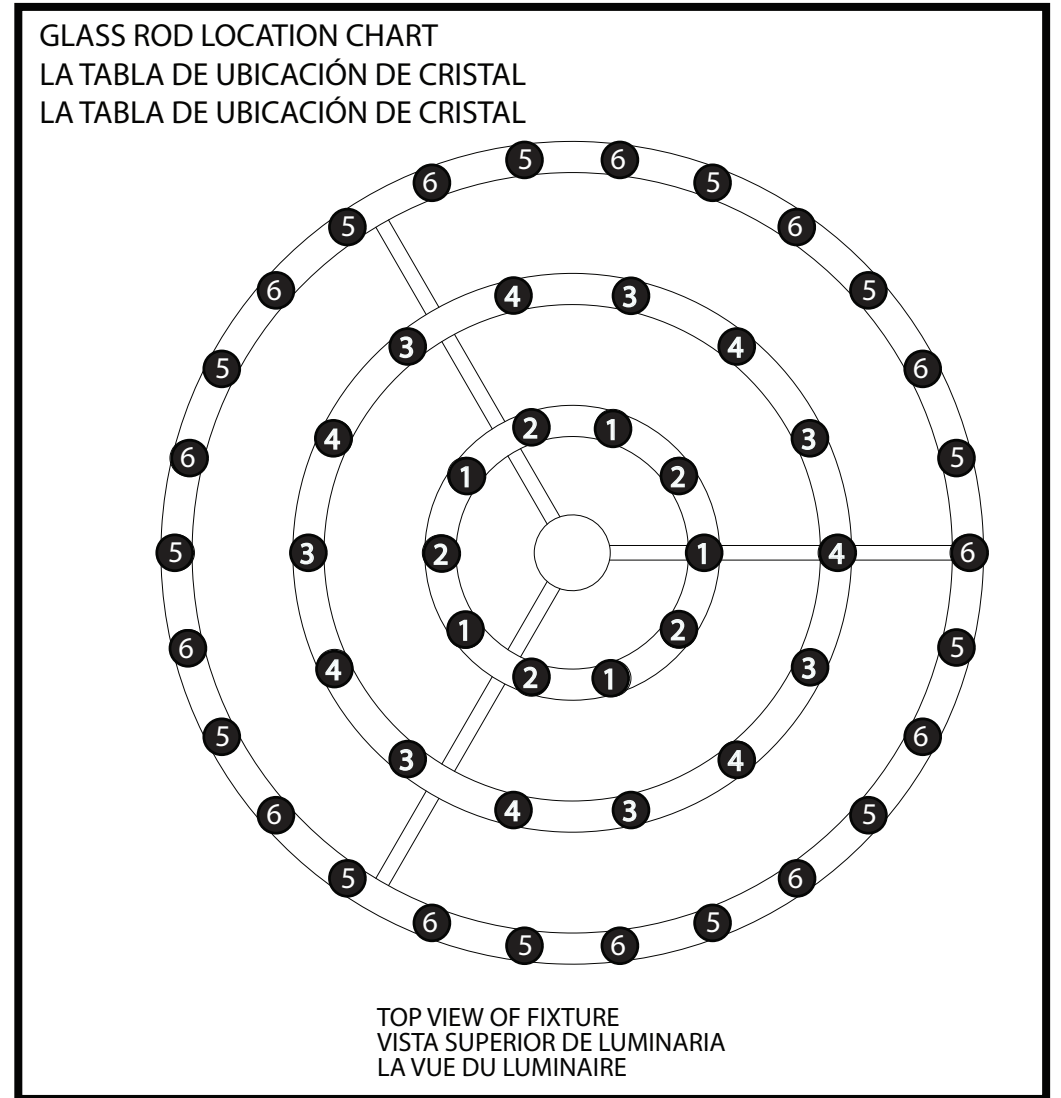 GLASS ROD LOCATION CHART
LA TABLA DE UBICACIÓN DE CRISTAL
LA TABLA DE UBICACIÓN DE CRISTAL
5 6
6 5
5 6
6 4 3 5
3 4
5 6
2 1
4 3
6 5
1 2
5 3 2 1 4 6
1 2
6 5
4 3
2 1
5 6
3 4
6 4 3 5
5 6
6 5
5 6
TOP VIEW OF FIXTURE
VISTA SUPERIOR DE LUMINARIA
LA VUE DU LUMINAIRE